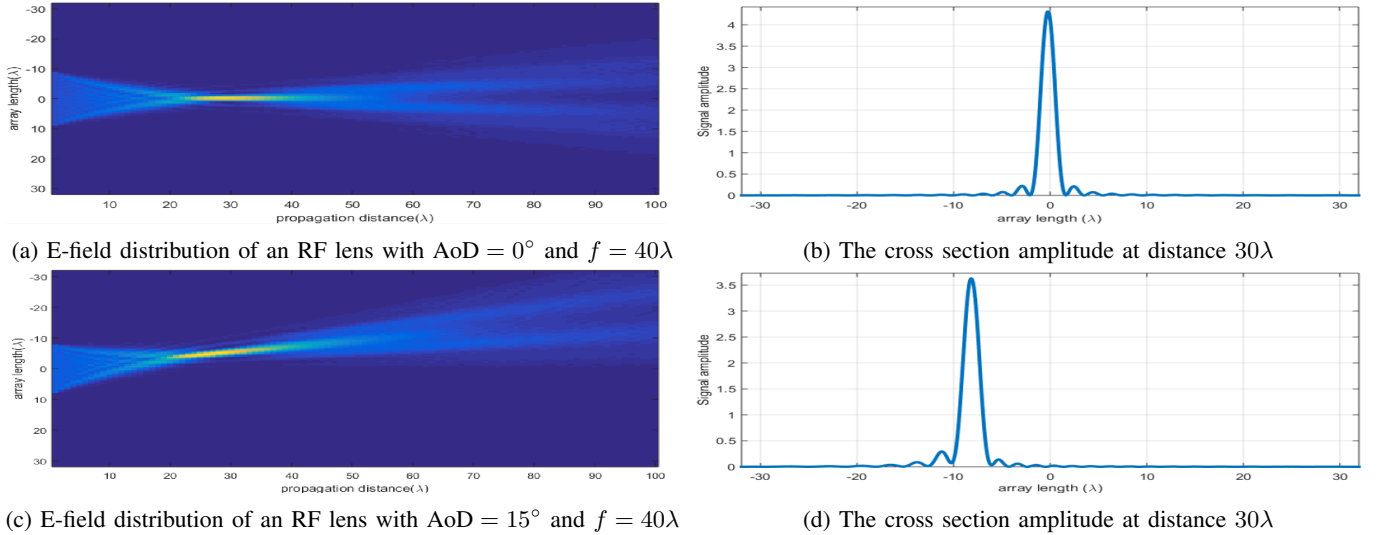 -30
-20
-10
0
10
20
30
array length(λ)
10 20 30 40 50 60 70 80 90 100
propagation distance(λ)
4
3.5
3
2.5
2
1.5
1
0.5
0
Signal amplitude
-30 -20 -10 0 10 20 30
array length (λ)
(a) E-field distribution of an RF lens with AoD = 0° and f = 40λ
(b) The cross section amplitude at distance 30λ
-30
-20
-10
0
10
20
30
array length(λ)
10 20 30 40 50 60 70 80 90 100
propagation distance(λ)
3.5
3
2.5
2
1.5
1
0.5
0
Signal amplitude
-30 -20 -10 0 10 20 30
array length (λ)
(c) E-field distribution of an RF lens with AoD = 15° and f = 40λ
(d) The cross section amplitude at distance 30λ